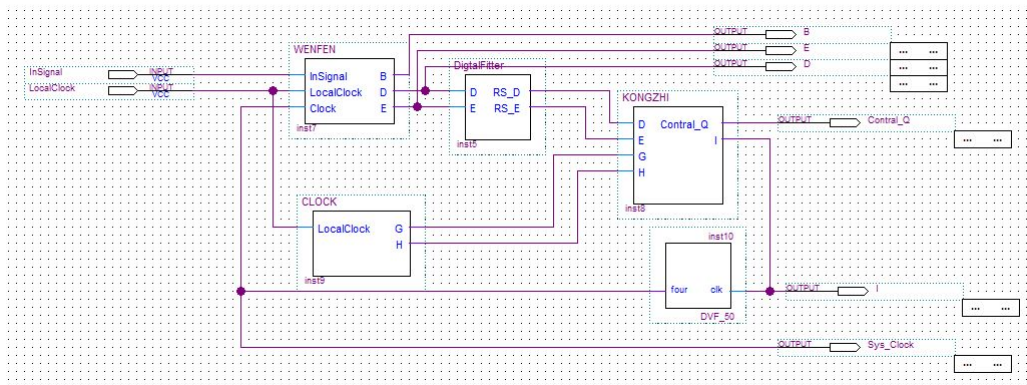 OUTPUT B
WENFEN
OUTPUT E
InSignal INPUT VCC
InSignal B
DigtalFitter
OUTPUT D
LocalClock INPUT VCC
LocalClock D
D RS_D
KONGZHI
Clock E
E RS_E
D Contral_Q
OUTPUT Contral_Q
inst7
inst5
E I
G
H
CLOCK
inst8
LocalClock G
H
inst10
inst9
four clk
OUTPUT I
DVF_50
OUTPUT Sys_Clock
... ...
... ...
... ...
... ...
... ...
... ...